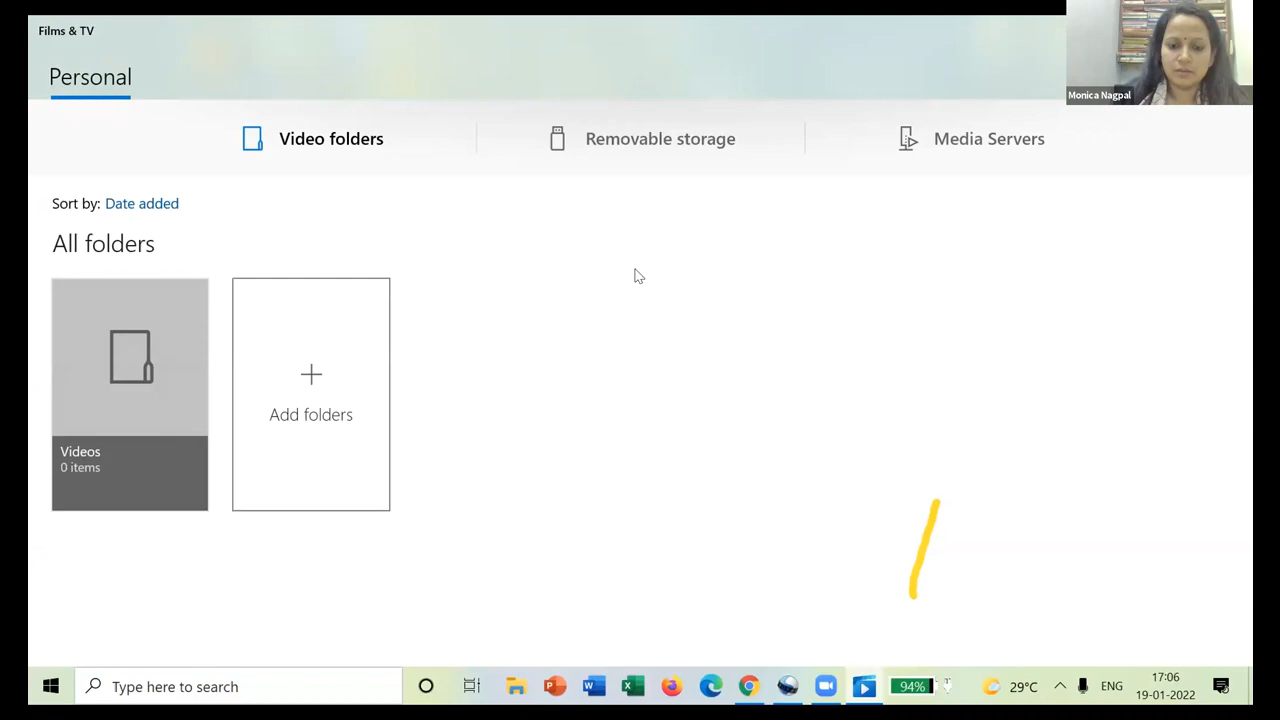 Films & TV
Monica Nagpal
Personal
Video folders
Removable storage
Media Servers
Sort by: Date added
All folders
Videos
0 items
Add folders
Type here to search
94%
29°C
ENG
17:06
19-01-2022